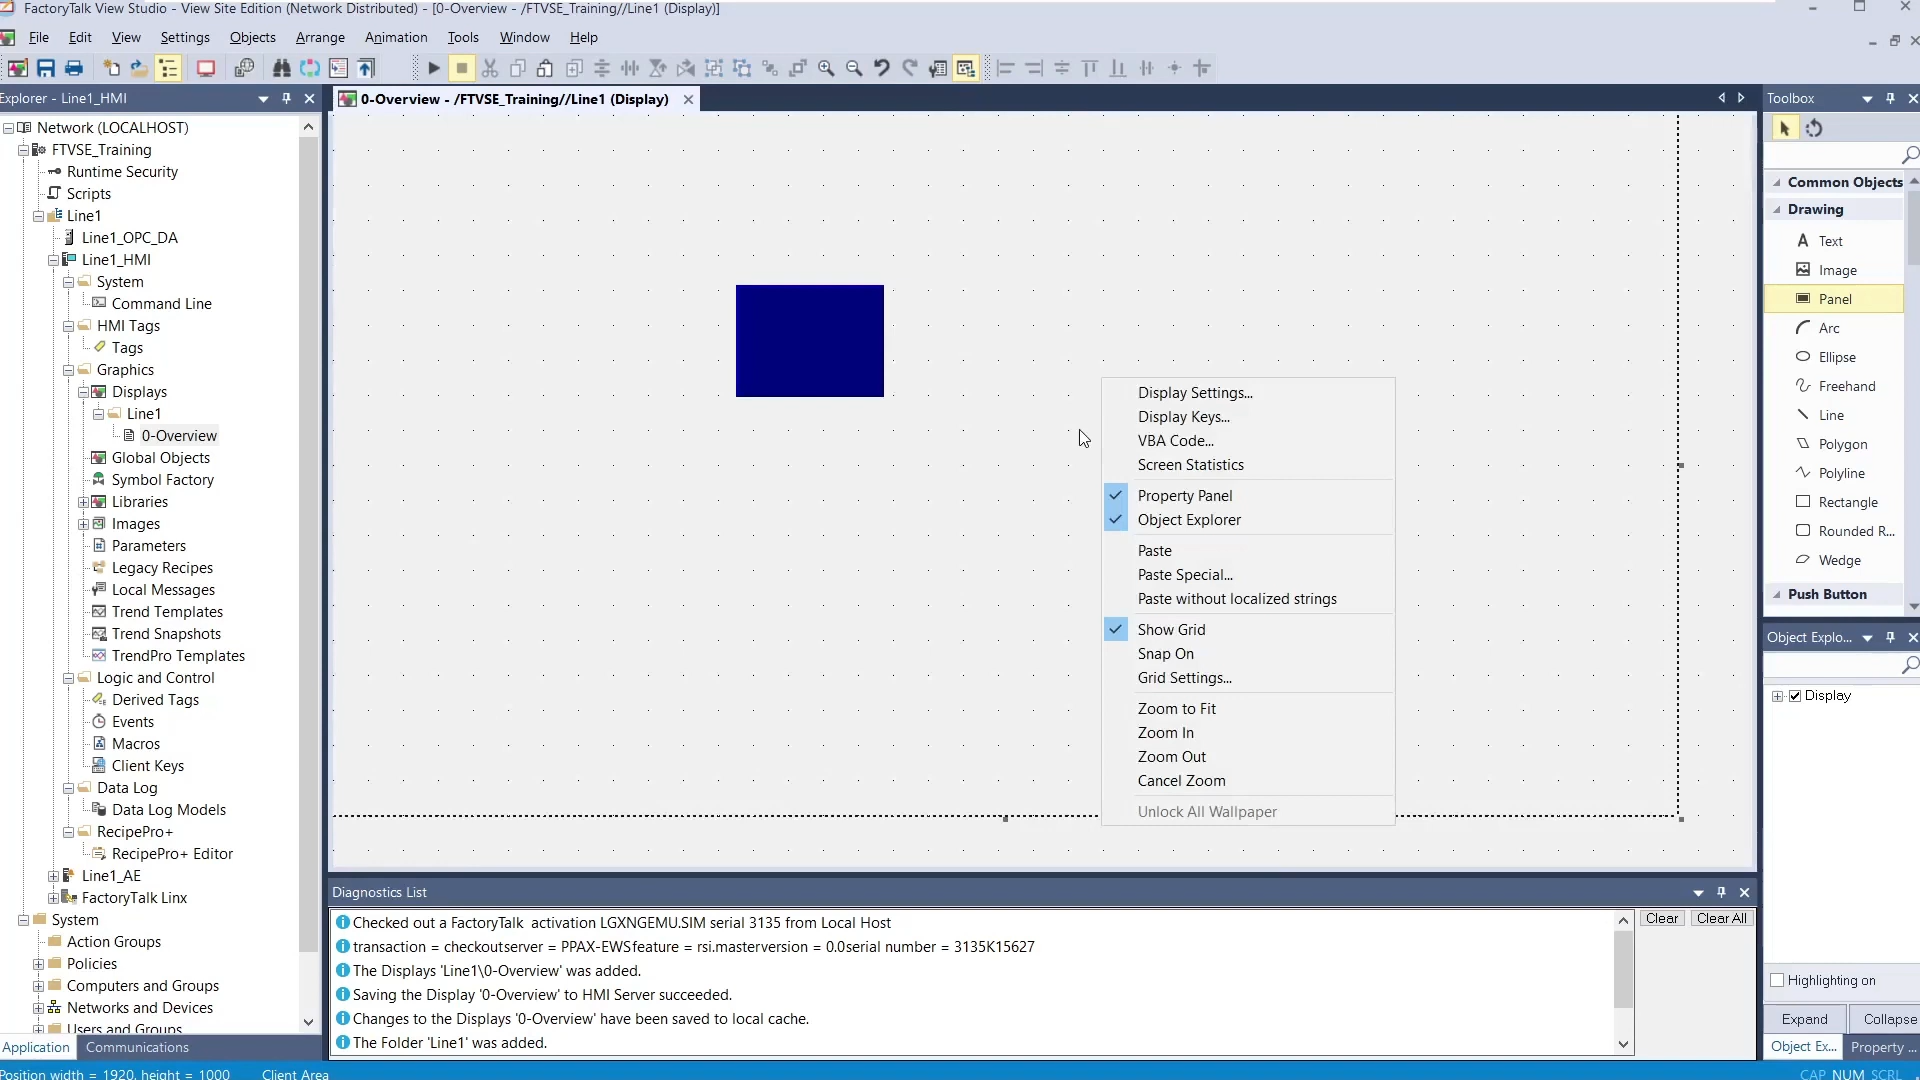 FactoryTalk View Studio - View Site Edition (Network Distributed) - [0-Overview - /FTVSE_Training//Line1 (Display)]
File Edit View Settings Objects Arrange Animation Tools Window Help
Explorer - Line1_HMI
Network (LOCALHOST)
FTVSE_Training
Runtime Security
Scripts
Line1
Line1_OPC_DA
Line1_HMI
System
Command Line
HMI Tags
Tags
Graphics
Displays
Line1
0-Overview
Global Objects
Symbol Factory
Libraries
Images
Parameters
Legacy Recipes
Local Messages
Trend Templates
Trend Snapshots
TrendPro Templates
Logic and Control
Derived Tags
Events
Macros
Client Keys
Data Log
Data Log Models
RecipePro+
RecipePro+ Editor
Line1_AE
FactoryTalk Linx
System
Action Groups
Policies
Computers and Groups
Networks and Devices
Users and Groups
Application Communications
0-Overview - /FTVSE_Training//Line1 (Display)
Display Settings...
Display Keys...
VBA Code...
Screen Statistics
Property Panel
Object Explorer
Paste
Paste Special...
Paste without localized strings
Show Grid
Snap On
Grid Settings...
Zoom to Fit
Zoom In
Zoom Out
Cancel Zoom
Unlock All Wallpaper
Diagnostics List
Clear Clear All
Checked out a FactoryTalk activation LGXNGEMU.SIM serial 3135 from Local Host
transaction = checkoutserver = PPAX-EWSfeature = rsi.masterversion = 0.0serial number = 3135K15627
The Displays 'Line1\0-Overview' was added.
Saving the Display '0-Overview' to HMI Server succeeded.
Changes to the Displays '0-Overview' have been saved to local cache.
The Folder 'Line1' was added.
Toolbox
Common Objects
Drawing
Text
Image
Panel
Arc
Ellipse
Freehand
Line
Polygon
Polyline
Rectangle
Rounded R...
Wedge
Push Button
Object Explo...
Display
Highlighting on
Expand Collapse
Object Ex... Property ...
Position width = 1920, height = 1000 Client Area CAP NUM SCRL